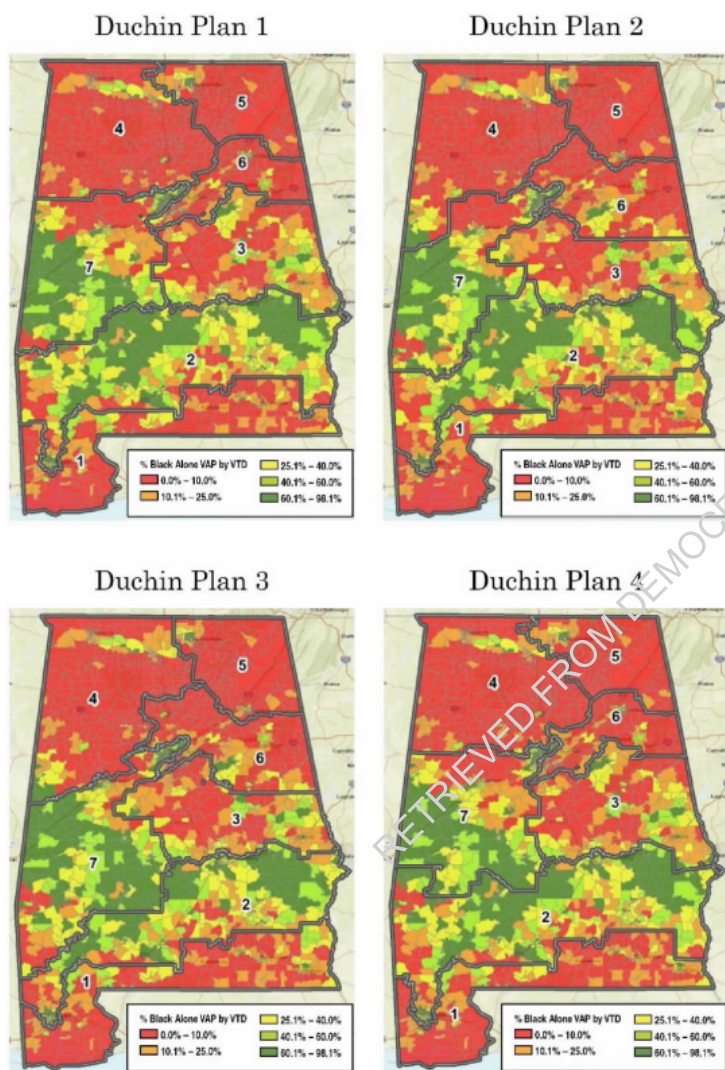 Duchin Plan 1
Duchin Plan 2
5
4
6
3
7
2
1
% Black Alone VAP by VTD
0.0% – 10.0%
10.1% – 25.0%
25.1% – 40.0%
40.1% – 60.0%
60.1% – 98.1%
5
4
6
7
3
2
1
% Black Alone VAP by VTD
0.0% – 10.0%
10.1% – 25.0%
25.1% – 40.0%
40.1% – 60.0%
60.1% – 98.1%
Duchin Plan 3
Duchin Plan 4
5
4
6
3
7
2
1
% Black Alone VAP by VTD
0.0% – 10.0%
10.1% – 25.0%
25.1% – 40.0%
40.1% – 60.0%
60.1% – 98.1%
5
4
6
7
3
2
1
% Black Alone VAP by VTD
0.0% – 10.0%
10.1% – 25.0%
25.1% – 40.0%
40.1% – 60.0%
60.1% – 98.1%
RETRIEVED FROM DEMOC